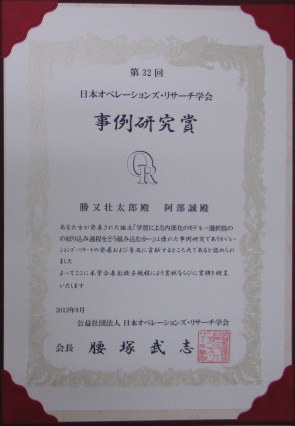 第32回
日本オペレーションズ・リサーチ学会
事例研究賞
OR
勝又壮太郎殿 阿部誠殿
あなた方が発表された論文「学習による内部化のモデル-選択肢の
絞り込み過程をどう組み込むか-」は優れた事例研究でありオペレー
ションズ・リサーチの発展および普及に貢献するところ大であると認められ
ました
よってここに本学会表彰授与規程により賞状ならびに賞牌を贈呈
いたします
2012年9月
公益社団法人 日本オペレーションズ・リサーチ学会
会長 腰塚武志